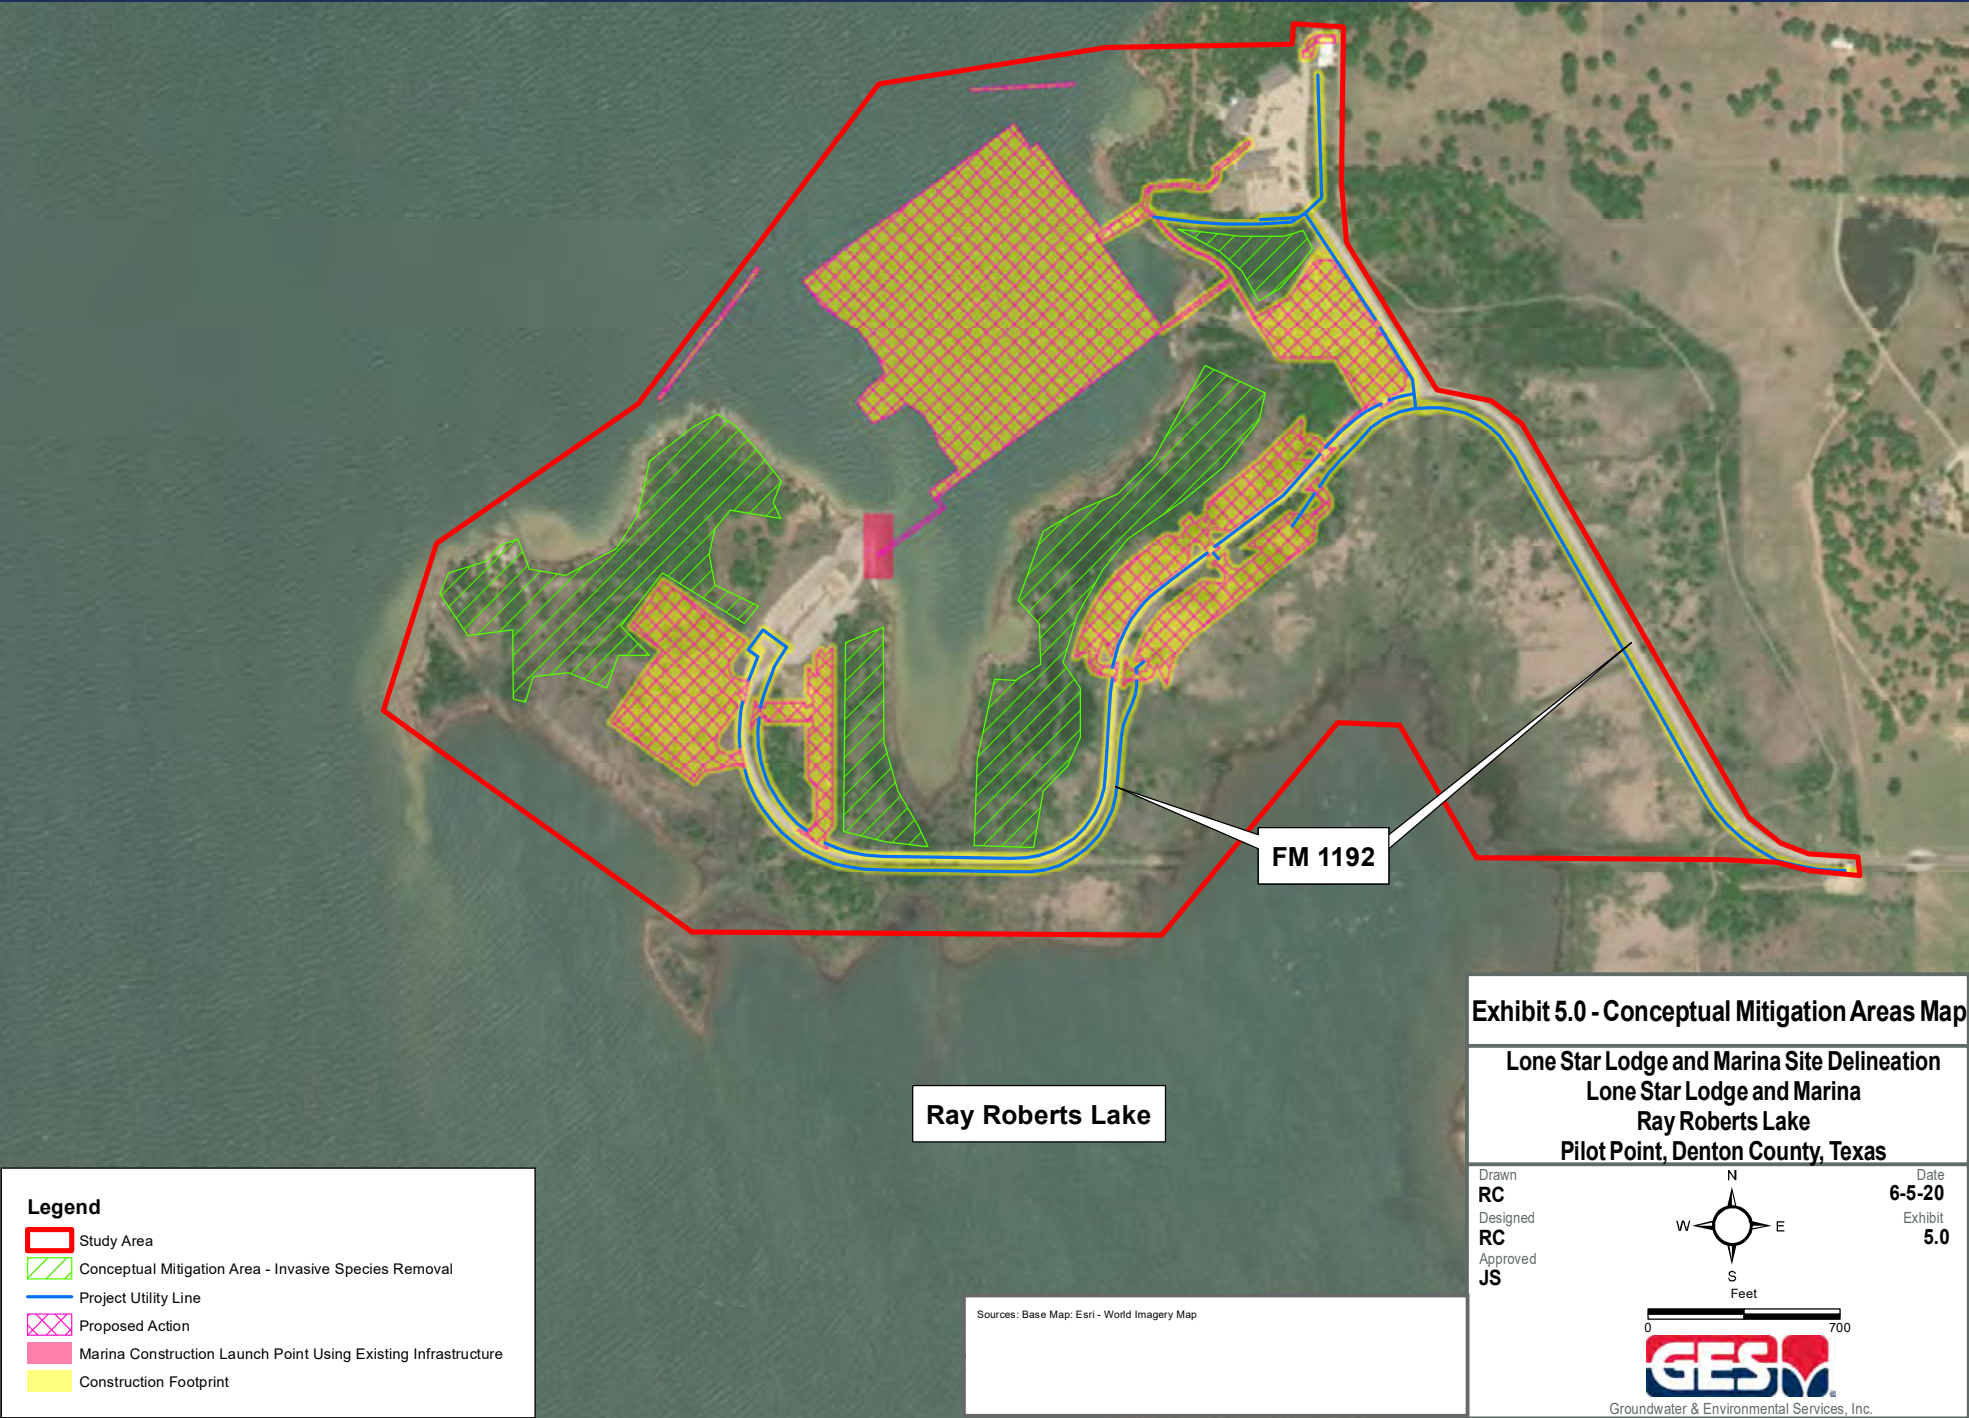 FM 1192
Ray Roberts Lake
Legend
Study Area
Conceptual Mitigation Area - Invasive Species Removal
Project Utility Line
Proposed Action
Marina Construction Launch Point Using Existing Infrastructure
Construction Footprint
Sources: Base Map: Esri - World Imagery Map
Exhibit 5.0 - Conceptual Mitigation Areas Map
Lone Star Lodge and Marina Site Delineation
Lone Star Lodge and Marina
Ray Roberts Lake
Pilot Point, Denton County, Texas
Drawn
RC
Designed
RC
Approved
JS
N
W E
S
Date
6-5-20
Exhibit
5.0
Feet
0 700
GES
Groundwater & Environmental Services, Inc.